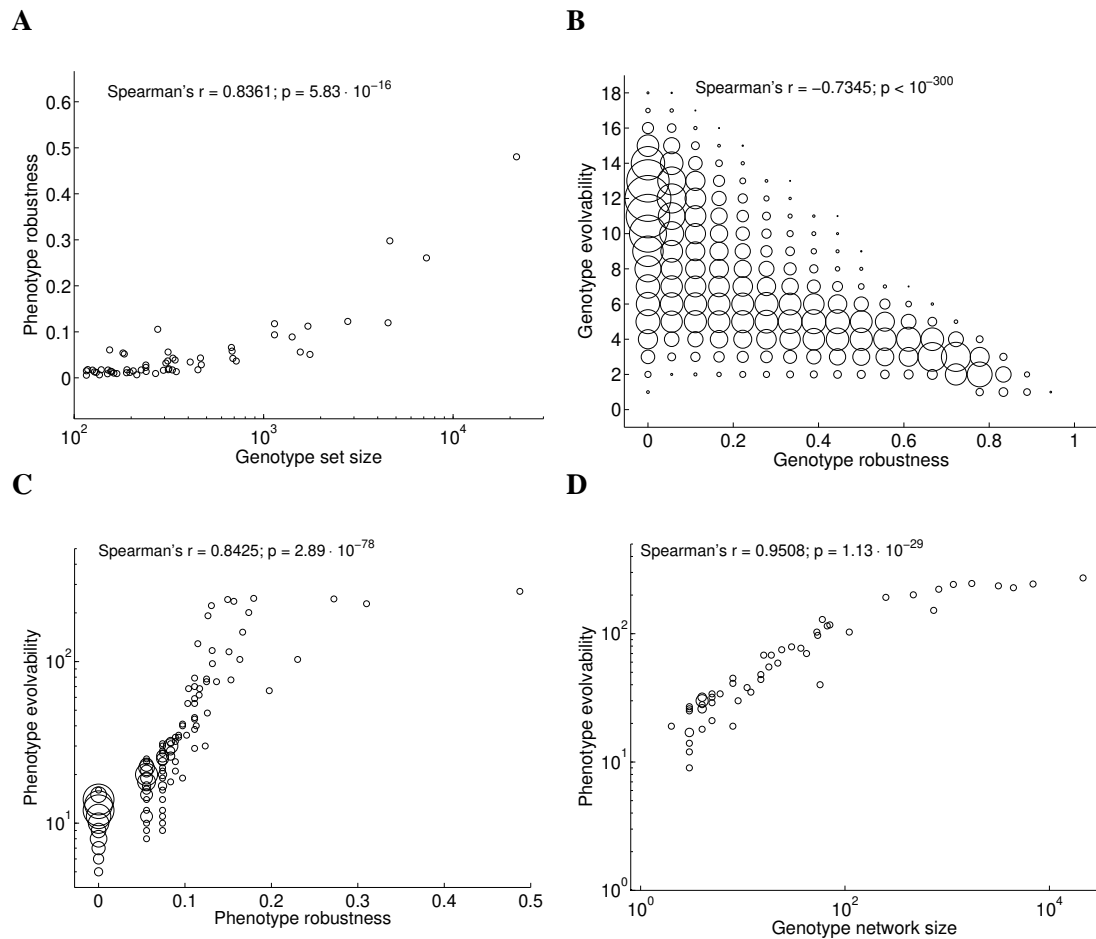 A
Spearman's r = 0.8361; p = 5.83 · 10^−16
Phenotype robustness
0.6
0.5
0.4
0.3
0.2
0.1
0
10^2
10^3
10^4
Genotype set size
B
Spearman's r = −0.7345; p < 10^−300
Genotype evolvability
18
16
14
12
10
8
6
4
2
0
0
0.2
0.4
0.6
0.8
1
Genotype robustness
C
Spearman's r = 0.8425; p = 2.89 · 10^−78
Phenotype evolvability
10^2
10^1
0
0.1
0.2
0.3
0.4
0.5
Phenotype robustness
D
Spearman's r = 0.9508; p = 1.13 · 10^−29
Phenotype evolvability
10^2
10^1
10^0
10^0
10^2
10^4
Genotype network size